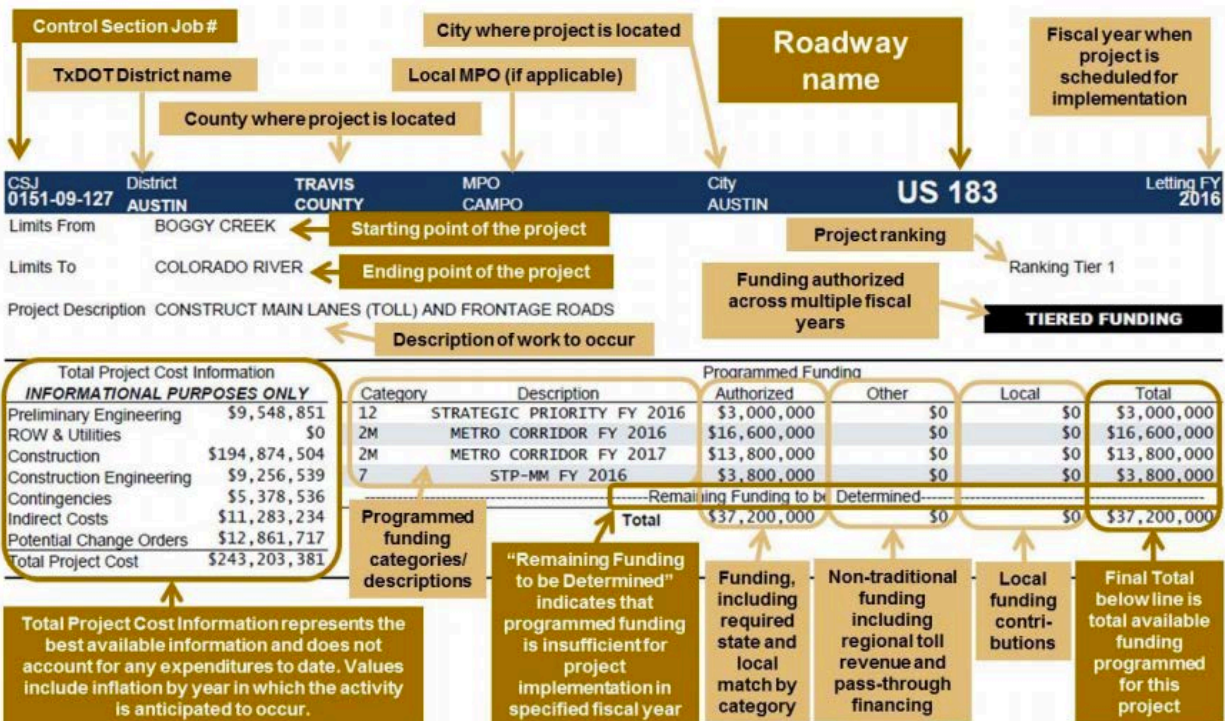 Control Section Job #
City where project is located
Roadway
name
Fiscal year when
project is
scheduled for
implementation
TxDOT District name
Local MPO (if applicable)
County where project is located
CSJ
0151-09-127
District
AUSTIN
TRAVIS
COUNTY
MPO
CAMPO
City
AUSTIN
US 183
Letting FY
2016
Limits From BOGGY CREEK
Starting point of the project
Project ranking
Limits To COLORADO RIVER
Ending point of the project
Ranking Tier 1
Funding authorized
across multiple fiscal
years
Project Description CONSTRUCT MAIN LANES (TOLL) AND FRONTAGE ROADS
TIERED FUNDING
Description of work to occur
Total Project Cost Information
INFORMATIONAL PURPOSES ONLY
Preliminary Engineering $9,548,851
ROW & Utilities $0
Construction $194,874,504
Construction Engineering $9,256,539
Contingencies $5,378,536
Indirect Costs $11,283,234
Potential Change Orders $12,861,717
Total Project Cost $243,203,381
Programmed Funding
Category Description Authorized Other Local Total
12 STRATEGIC PRIORITY FY 2016 $3,000,000 $0 $0 $3,000,000
2M METRO CORRIDOR FY 2016 $16,600,000 $0 $0 $16,600,000
2M METRO CORRIDOR FY 2017 $13,800,000 $0 $0 $13,800,000
7 STP-MM FY 2016 $3,800,000 $0 $0 $3,800,000
Remaining Funding to be Determined
Total $37,200,000 $0 $0 $37,200,000
Programmed
funding
categories/
descriptions
"Remaining Funding
to be Determined"
indicates that
programmed funding
is insufficient for
project
implementation in
specified fiscal year
Funding,
including
required
state and
local
match by
category
Non-traditional
funding
including
regional toll
revenue and
pass-through
financing
Local
funding
contri-
butions
Final Total
below line is
total available
funding
programmed
for this
project
Total Project Cost Information represents the
best available information and does not
account for any expenditures to date. Values
include inflation by year in which the activity
is anticipated to occur.